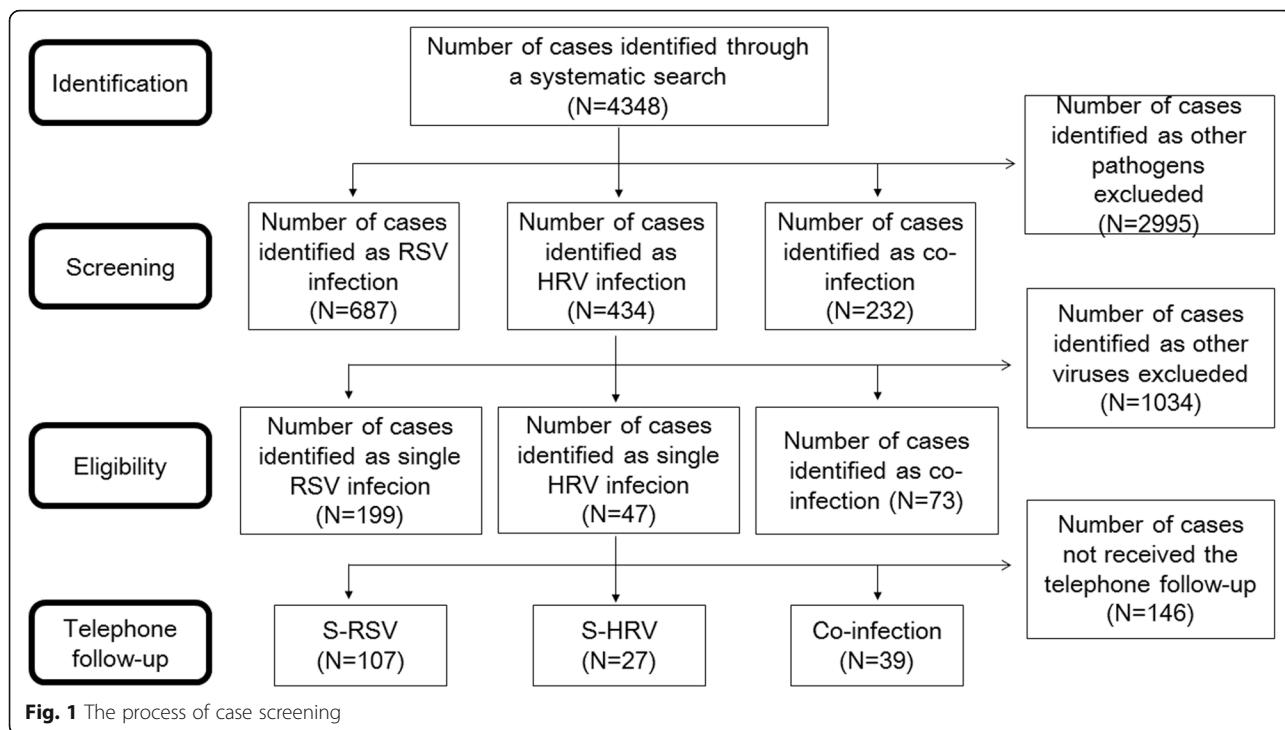 Identification
Number of cases identified through
a systematic search
(N=4348)
Number of cases
identified as other
pathogens
exclueded
(N=2995)
Screening
Number of cases
identified as RSV
infection
(N=687)
Number of cases
identified as
HRV infection
(N=434)
Number of cases
identified as co-
infection
(N=232)
Number of cases
identified as other
viruses exclueded
(N=1034)
Eligibility
Number of cases
identified as single
RSV infecion
(N=199)
Number of cases
identified as single
HRV infecion
(N=47)
Number of cases
identified as co-
infection (N=73)
Number of cases
not received the
telephone follow-up
(N=146)
Telephone
follow-up
S-RSV
(N=107)
S-HRV
(N=27)
Co-infection
(N=39)
Fig. 1 The process of case screening